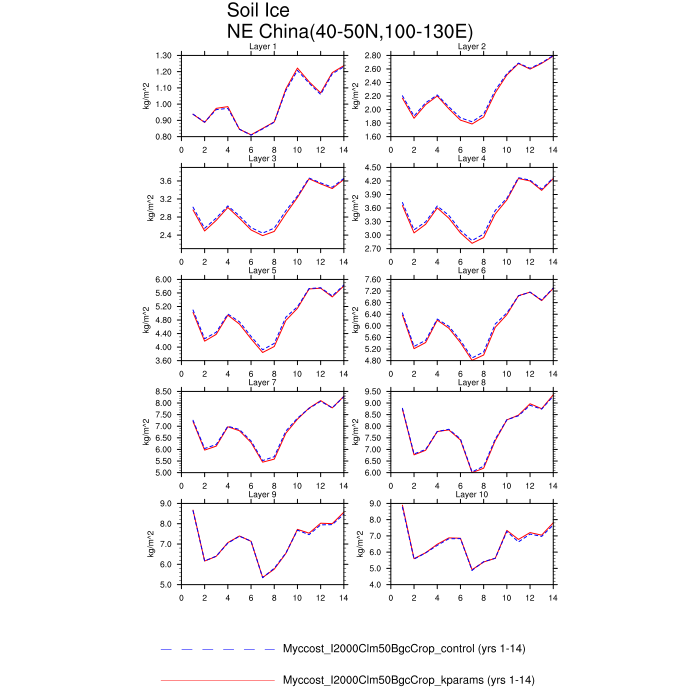 Soil Ice
NE China(40-50N,100-130E)
Layer 1
Layer 2
1.30
1.20
1.10
1.00
0.90
0.80
kg/m^2
0 2 4 6 8 10 12 14
2.80
2.60
2.40
2.20
2.00
1.80
1.60
kg/m^2
0 2 4 6 8 10 12 14
Layer 3
Layer 4
3.6
3.2
2.8
2.4
kg/m^2
0 2 4 6 8 10 12 14
4.50
4.20
3.90
3.60
3.30
3.00
2.70
kg/m^2
0 2 4 6 8 10 12 14
Layer 5
Layer 6
6.00
5.60
5.20
4.80
4.40
4.00
3.60
kg/m^2
0 2 4 6 8 10 12 14
7.60
7.20
6.80
6.40
6.00
5.60
5.20
4.80
kg/m^2
0 2 4 6 8 10 12 14
Layer 7
Layer 8
8.50
8.00
7.50
7.00
6.50
6.00
5.50
5.00
kg/m^2
0 2 4 6 8 10 12 14
9.50
9.00
8.50
8.00
7.50
7.00
6.50
6.00
kg/m^2
0 2 4 6 8 10 12 14
Layer 9
Layer 10
9.0
8.0
7.0
6.0
5.0
kg/m^2
0 2 4 6 8 10 12 14
9.0
8.0
7.0
6.0
5.0
4.0
kg/m^2
0 2 4 6 8 10 12 14
Myccost_I2000Clm50BgcCrop_control (yrs 1-14)
Myccost_I2000Clm50BgcCrop_kparams (yrs 1-14)